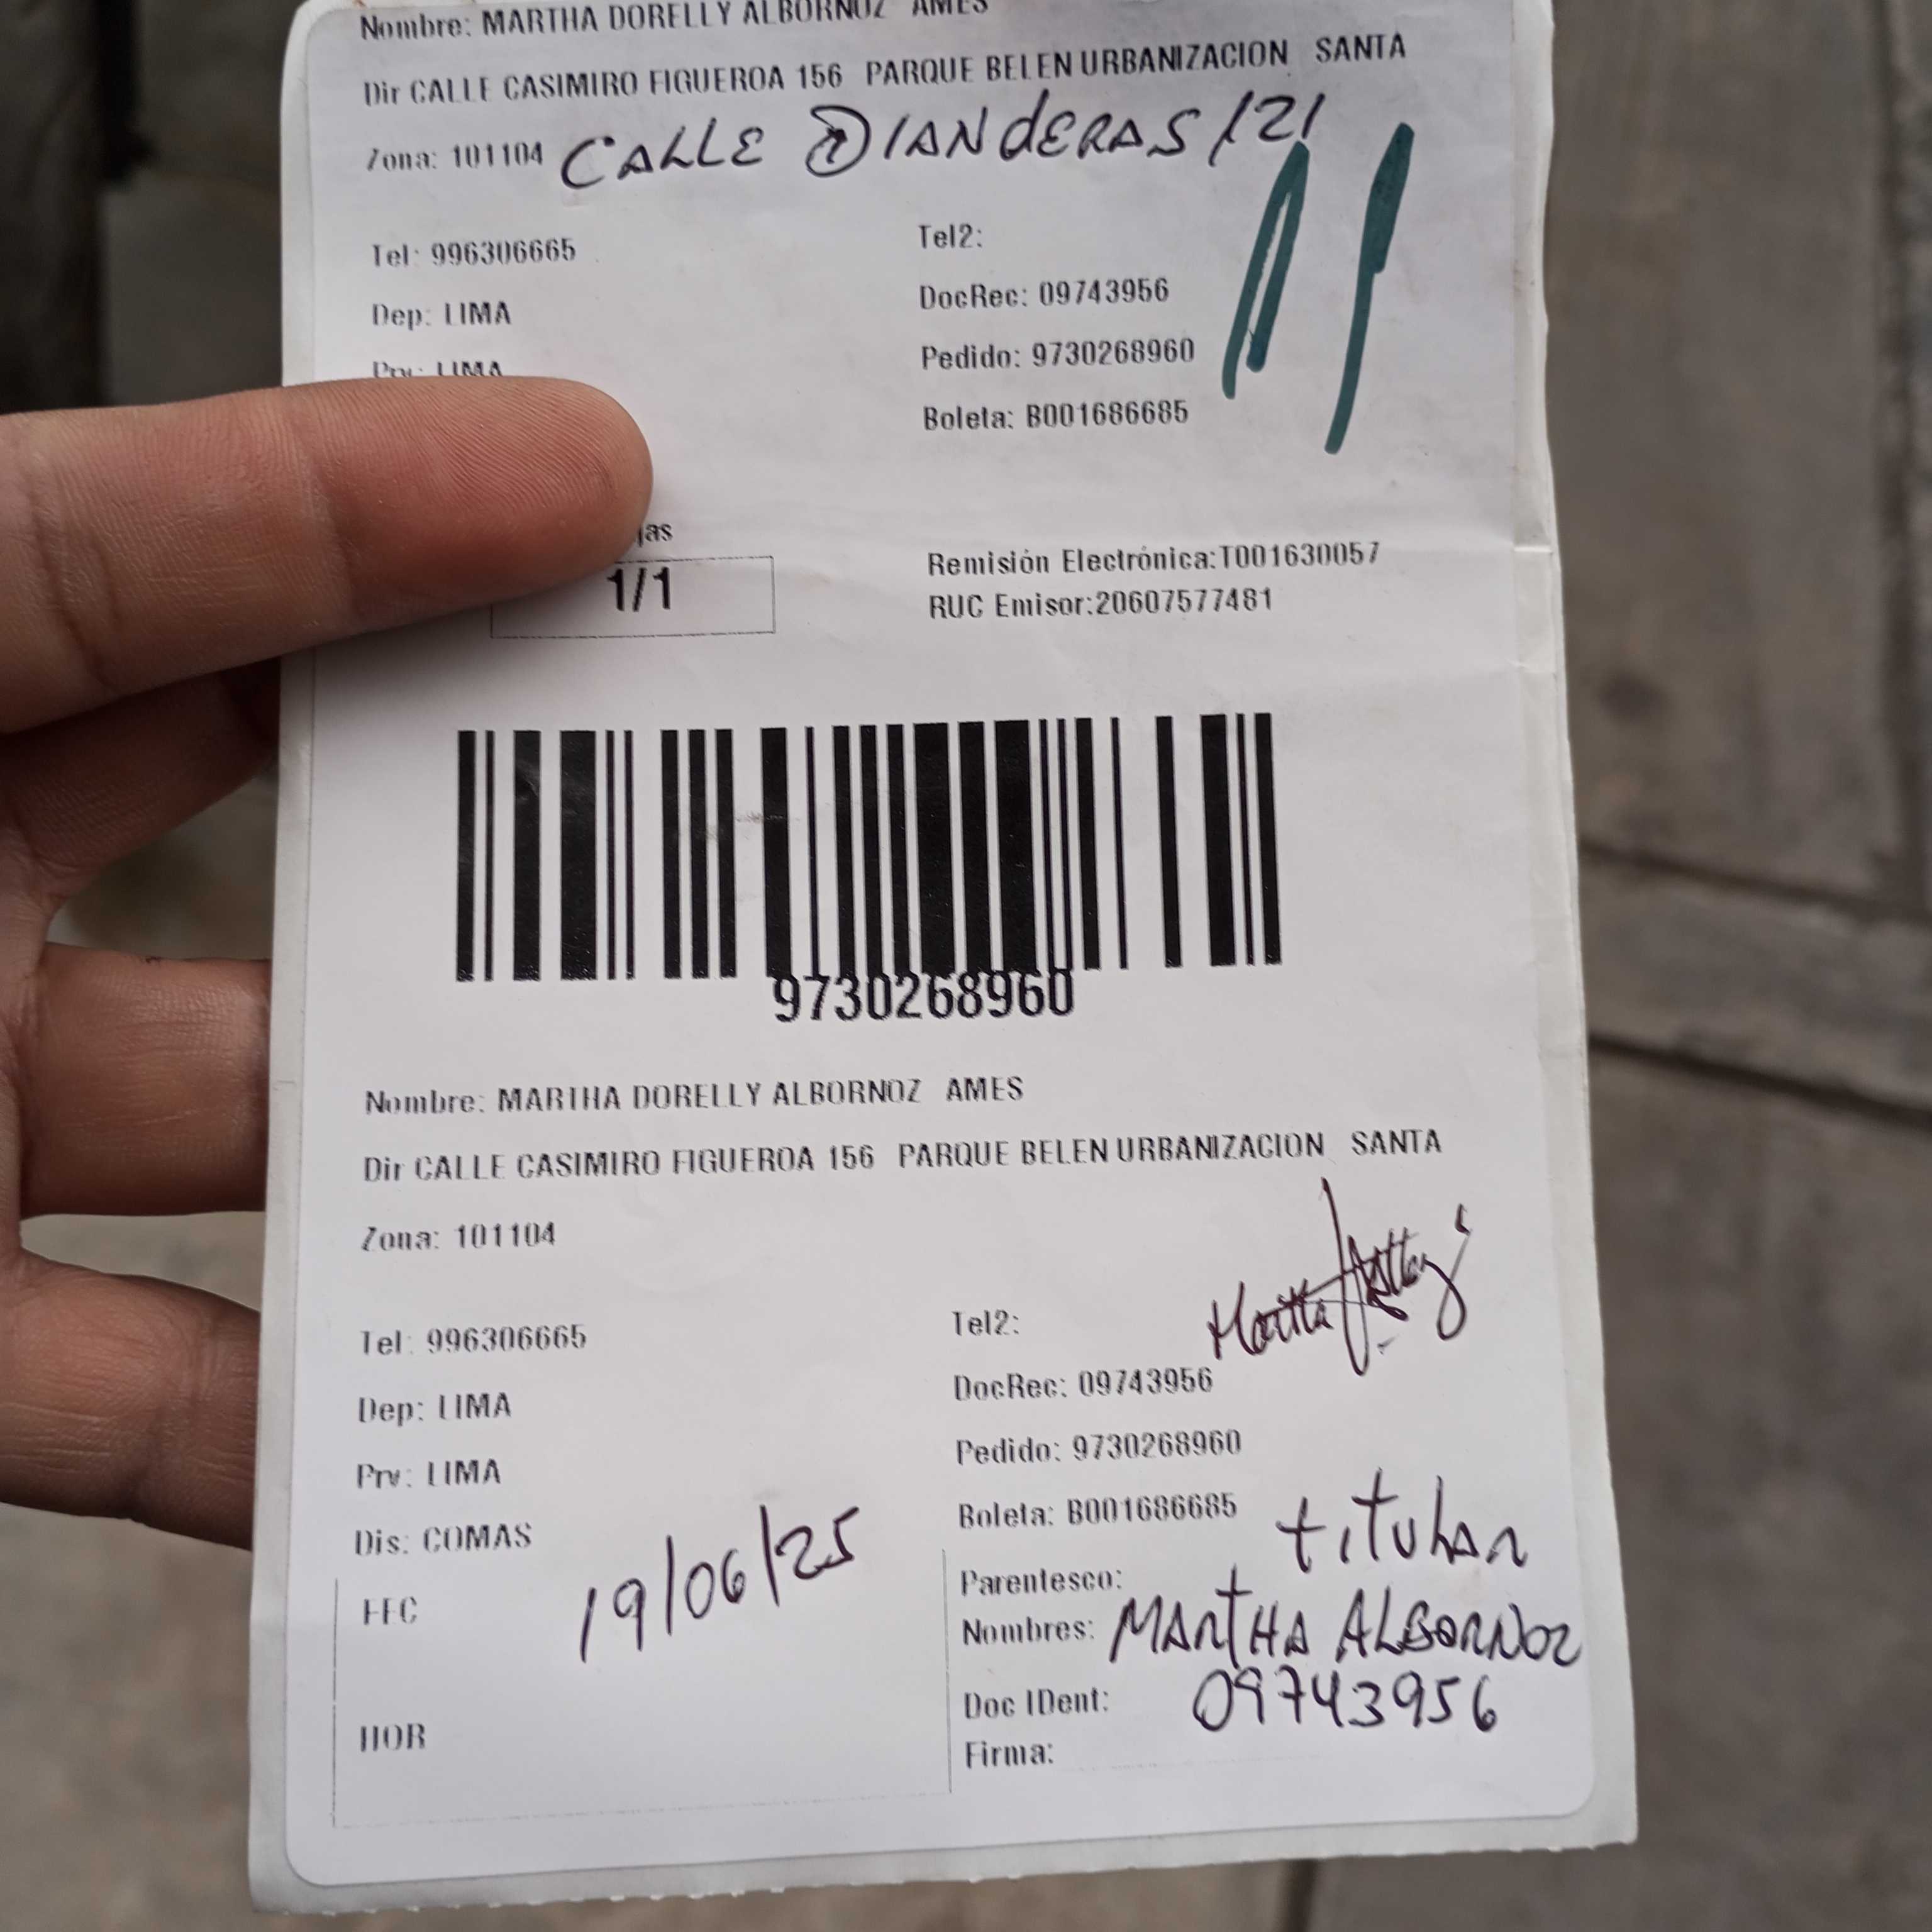 Nombre: MARTHA DORELLY ALBORNOZ AMES
Dir CALLE CASIMIRO FIGUEROA 156 PARQUE BELEN URBANIZACION SANTA
Zona: 101104 CALLE DIANDERAS 121
Tel: 996306665
Tel2:
Dep: LIMA
DocRec: 09743956
Prv: LIMA
Pedido: 9730268960
Boleta: B001686685
jas
1/1
Remisión Electrónica:T001630057
RUC Emisor:20607577481
9730268960
Nombre: MARTHA DORELLY ALBORNOZ AMES
Dir CALLE CASIMIRO FIGUEROA 156 PARQUE BELEN URBANIZACION SANTA
Zona: 101104
Tel: 996306665
Tel2:
Martha
Dep: LIMA
DocRec: 09743956
Prv: LIMA
Pedido: 9730268960
Dis: COMAS
Boleta: B001686685
titular
FEC 19/06/25
Parentesco:
Nombres: MARTHA ALBORNOZ
HOR
Doc IDent: 09743956
Firma: